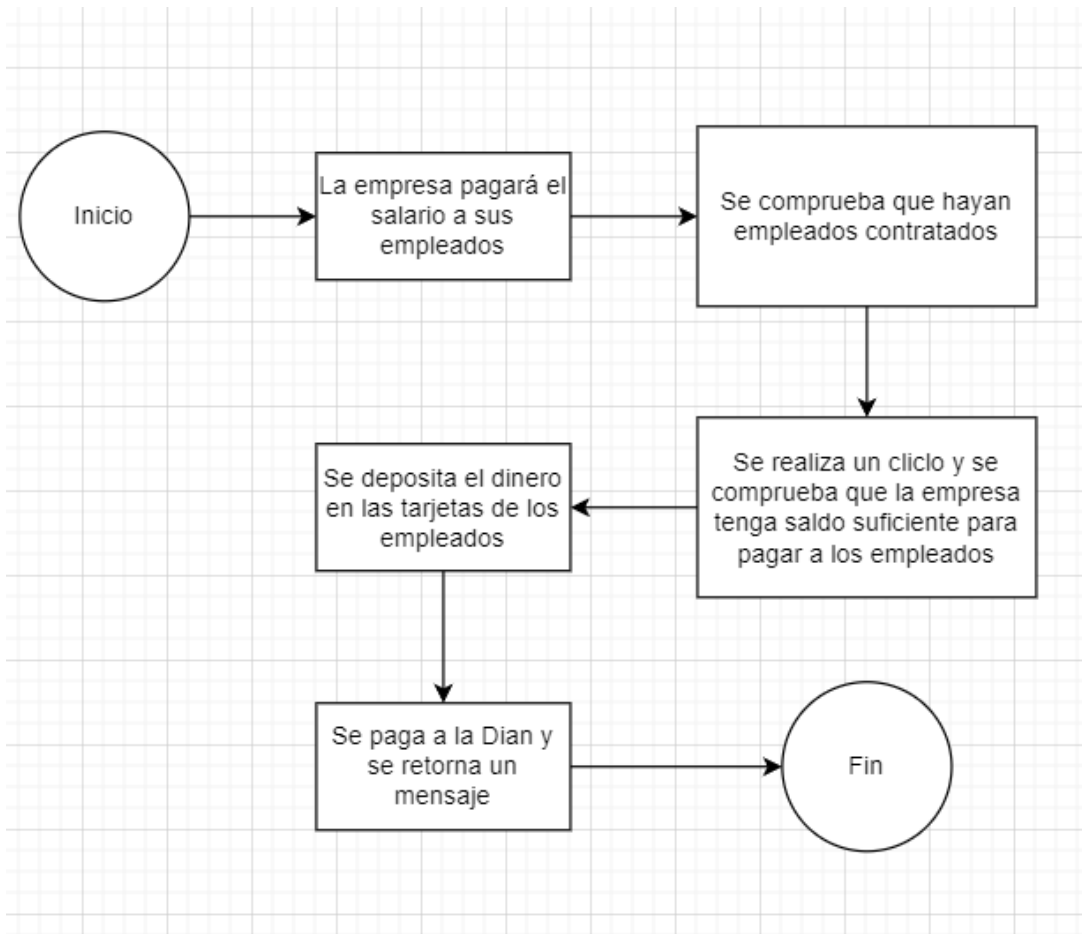 Inicio
La empresa pagará el
salario a sus
empleados
Se comprueba que hayan
empleados contratados
Se realiza un cliclo y se
comprueba que la empresa
tenga saldo suficiente para
pagar a los empleados
Se deposita el dinero
en las tarjetas de los
empleados
Se paga a la Dian y
se retorna un
mensaje
Fin